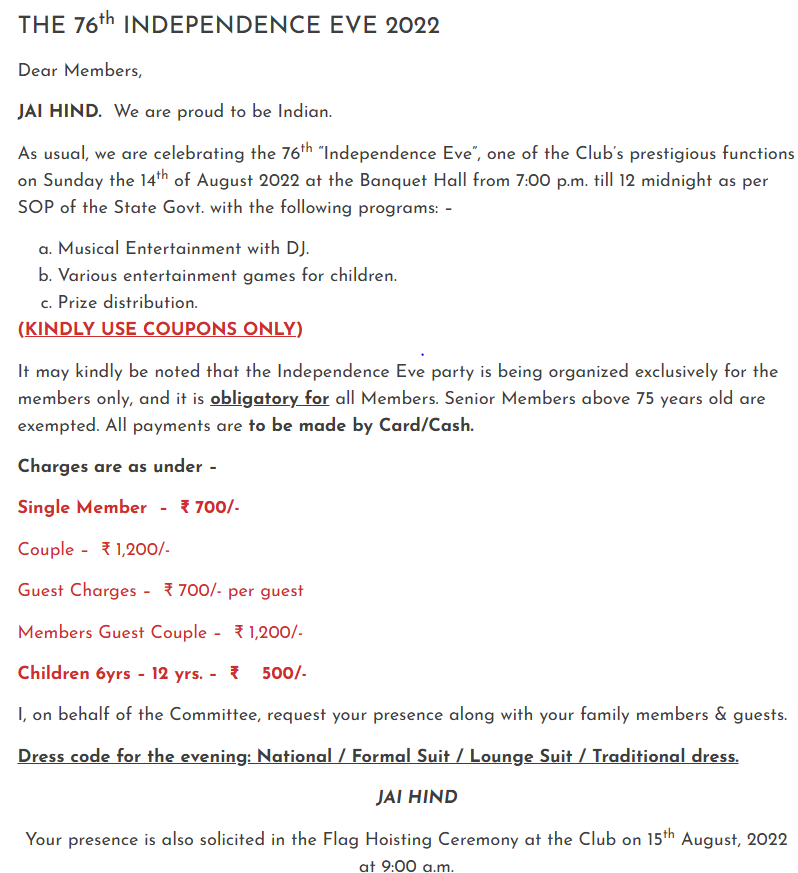 THE 76th INDEPENDENCE EVE 2022
Dear Members,
JAI HIND. We are proud to be Indian.
As usual, we are celebrating the 76th “Independence Eve”, one of the Club’s prestigious functions
on Sunday the 14th of August 2022 at the Banquet Hall from 7:00 p.m. till 12 midnight as per
SOP of the State Govt. with the following programs: –
a. Musical Entertainment with DJ.
b. Various entertainment games for children.
c. Prize distribution.
(KINDLY USE COUPONS ONLY)
It may kindly be noted that the Independence Eve party is being organized exclusively for the
members only, and it is obligatory for all Members. Senior Members above 75 years old are
exempted. All payments are to be made by Card/Cash.
Charges are as under –
Single Member – ₹ 700/-
Couple – ₹ 1,200/-
Guest Charges – ₹ 700/- per guest
Members Guest Couple – ₹ 1,200/-
Children 6yrs – 12 yrs. – ₹ 500/-
I, on behalf of the Committee, request your presence along with your family members & guests.
Dress code for the evening: National / Formal Suit / Lounge Suit / Traditional dress.
JAI HIND
Your presence is also solicited in the Flag Hoisting Ceremony at the Club on 15th August, 2022
at 9:00 a.m.